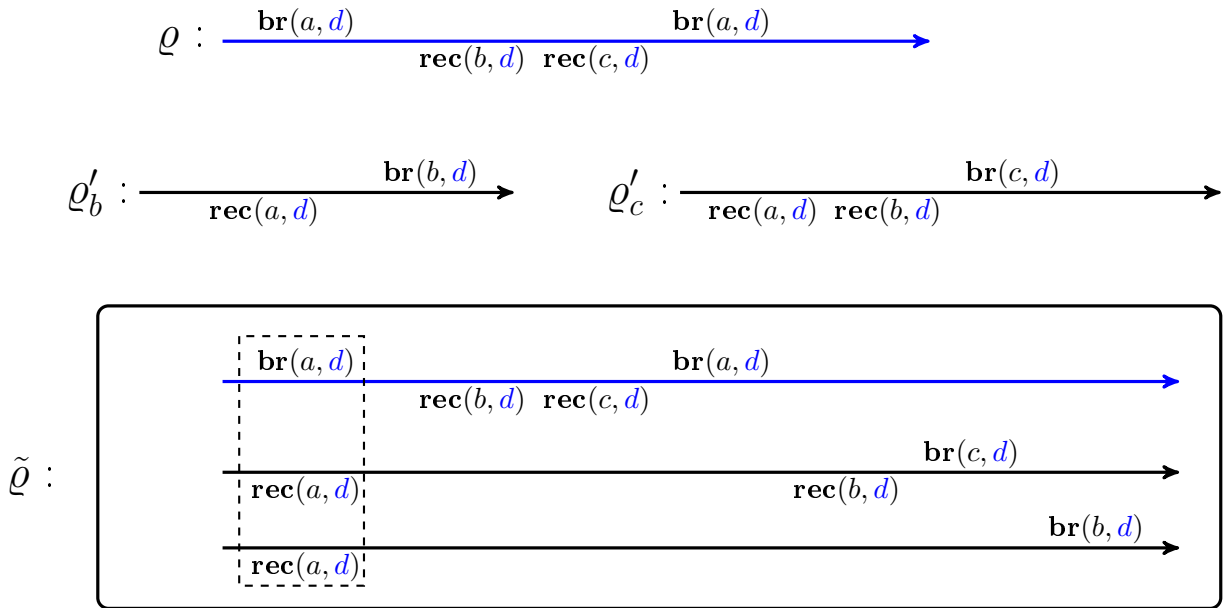 ϱ : br(a, d) br(a, d)
rec(b, d) rec(c, d)
ϱ′_b : br(b, d) ϱ′_c : br(c, d)
rec(a, d) rec(a, d) rec(b, d)
br(a, d) br(a, d)
rec(b, d) rec(c, d)
ϱ̃ : br(c, d)
rec(a, d) rec(b, d)
br(b, d)
rec(a, d)